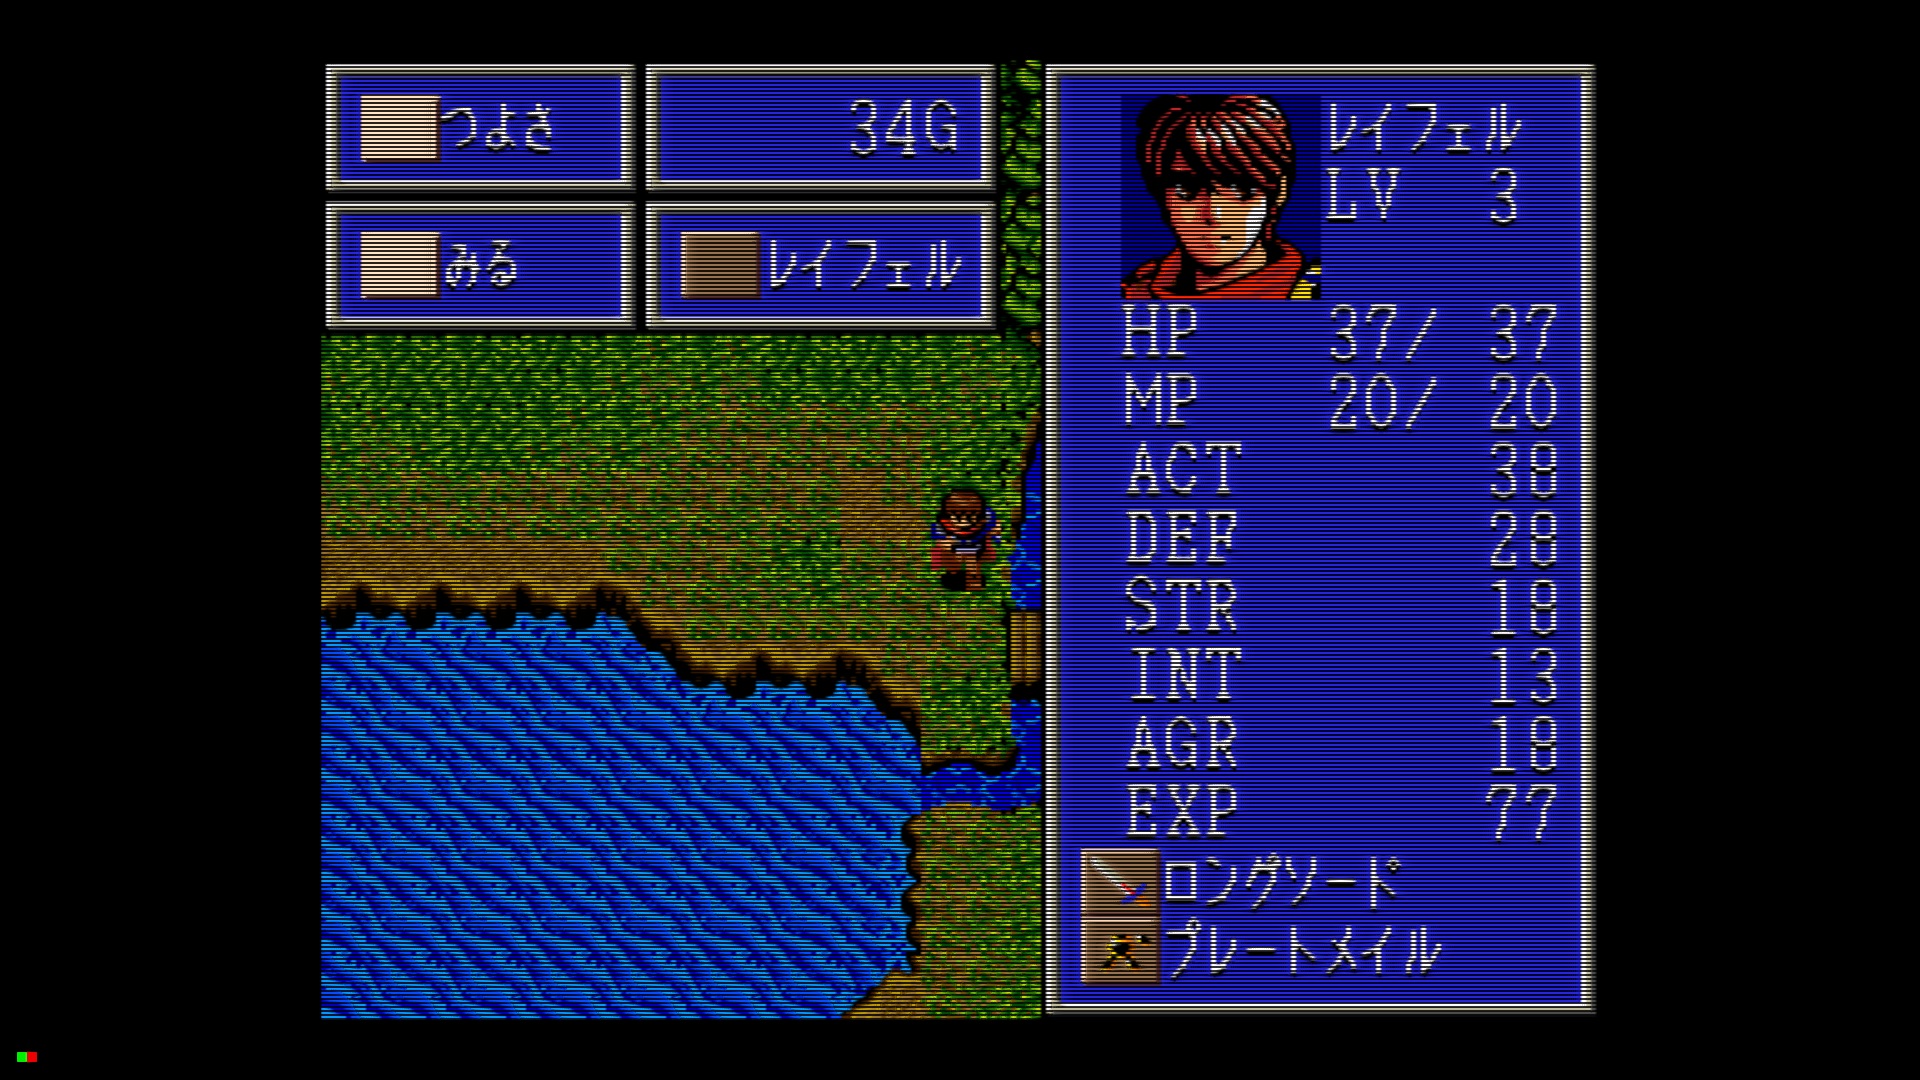 つよさ
34G
みる
レイフェル
レイフェル
LV 3
HP 37/ 37
MP 20/ 20
ACT 38
DEF 28
STR 18
INT 13
AGR 18
EXP 77
ロングソード
プレートメイル